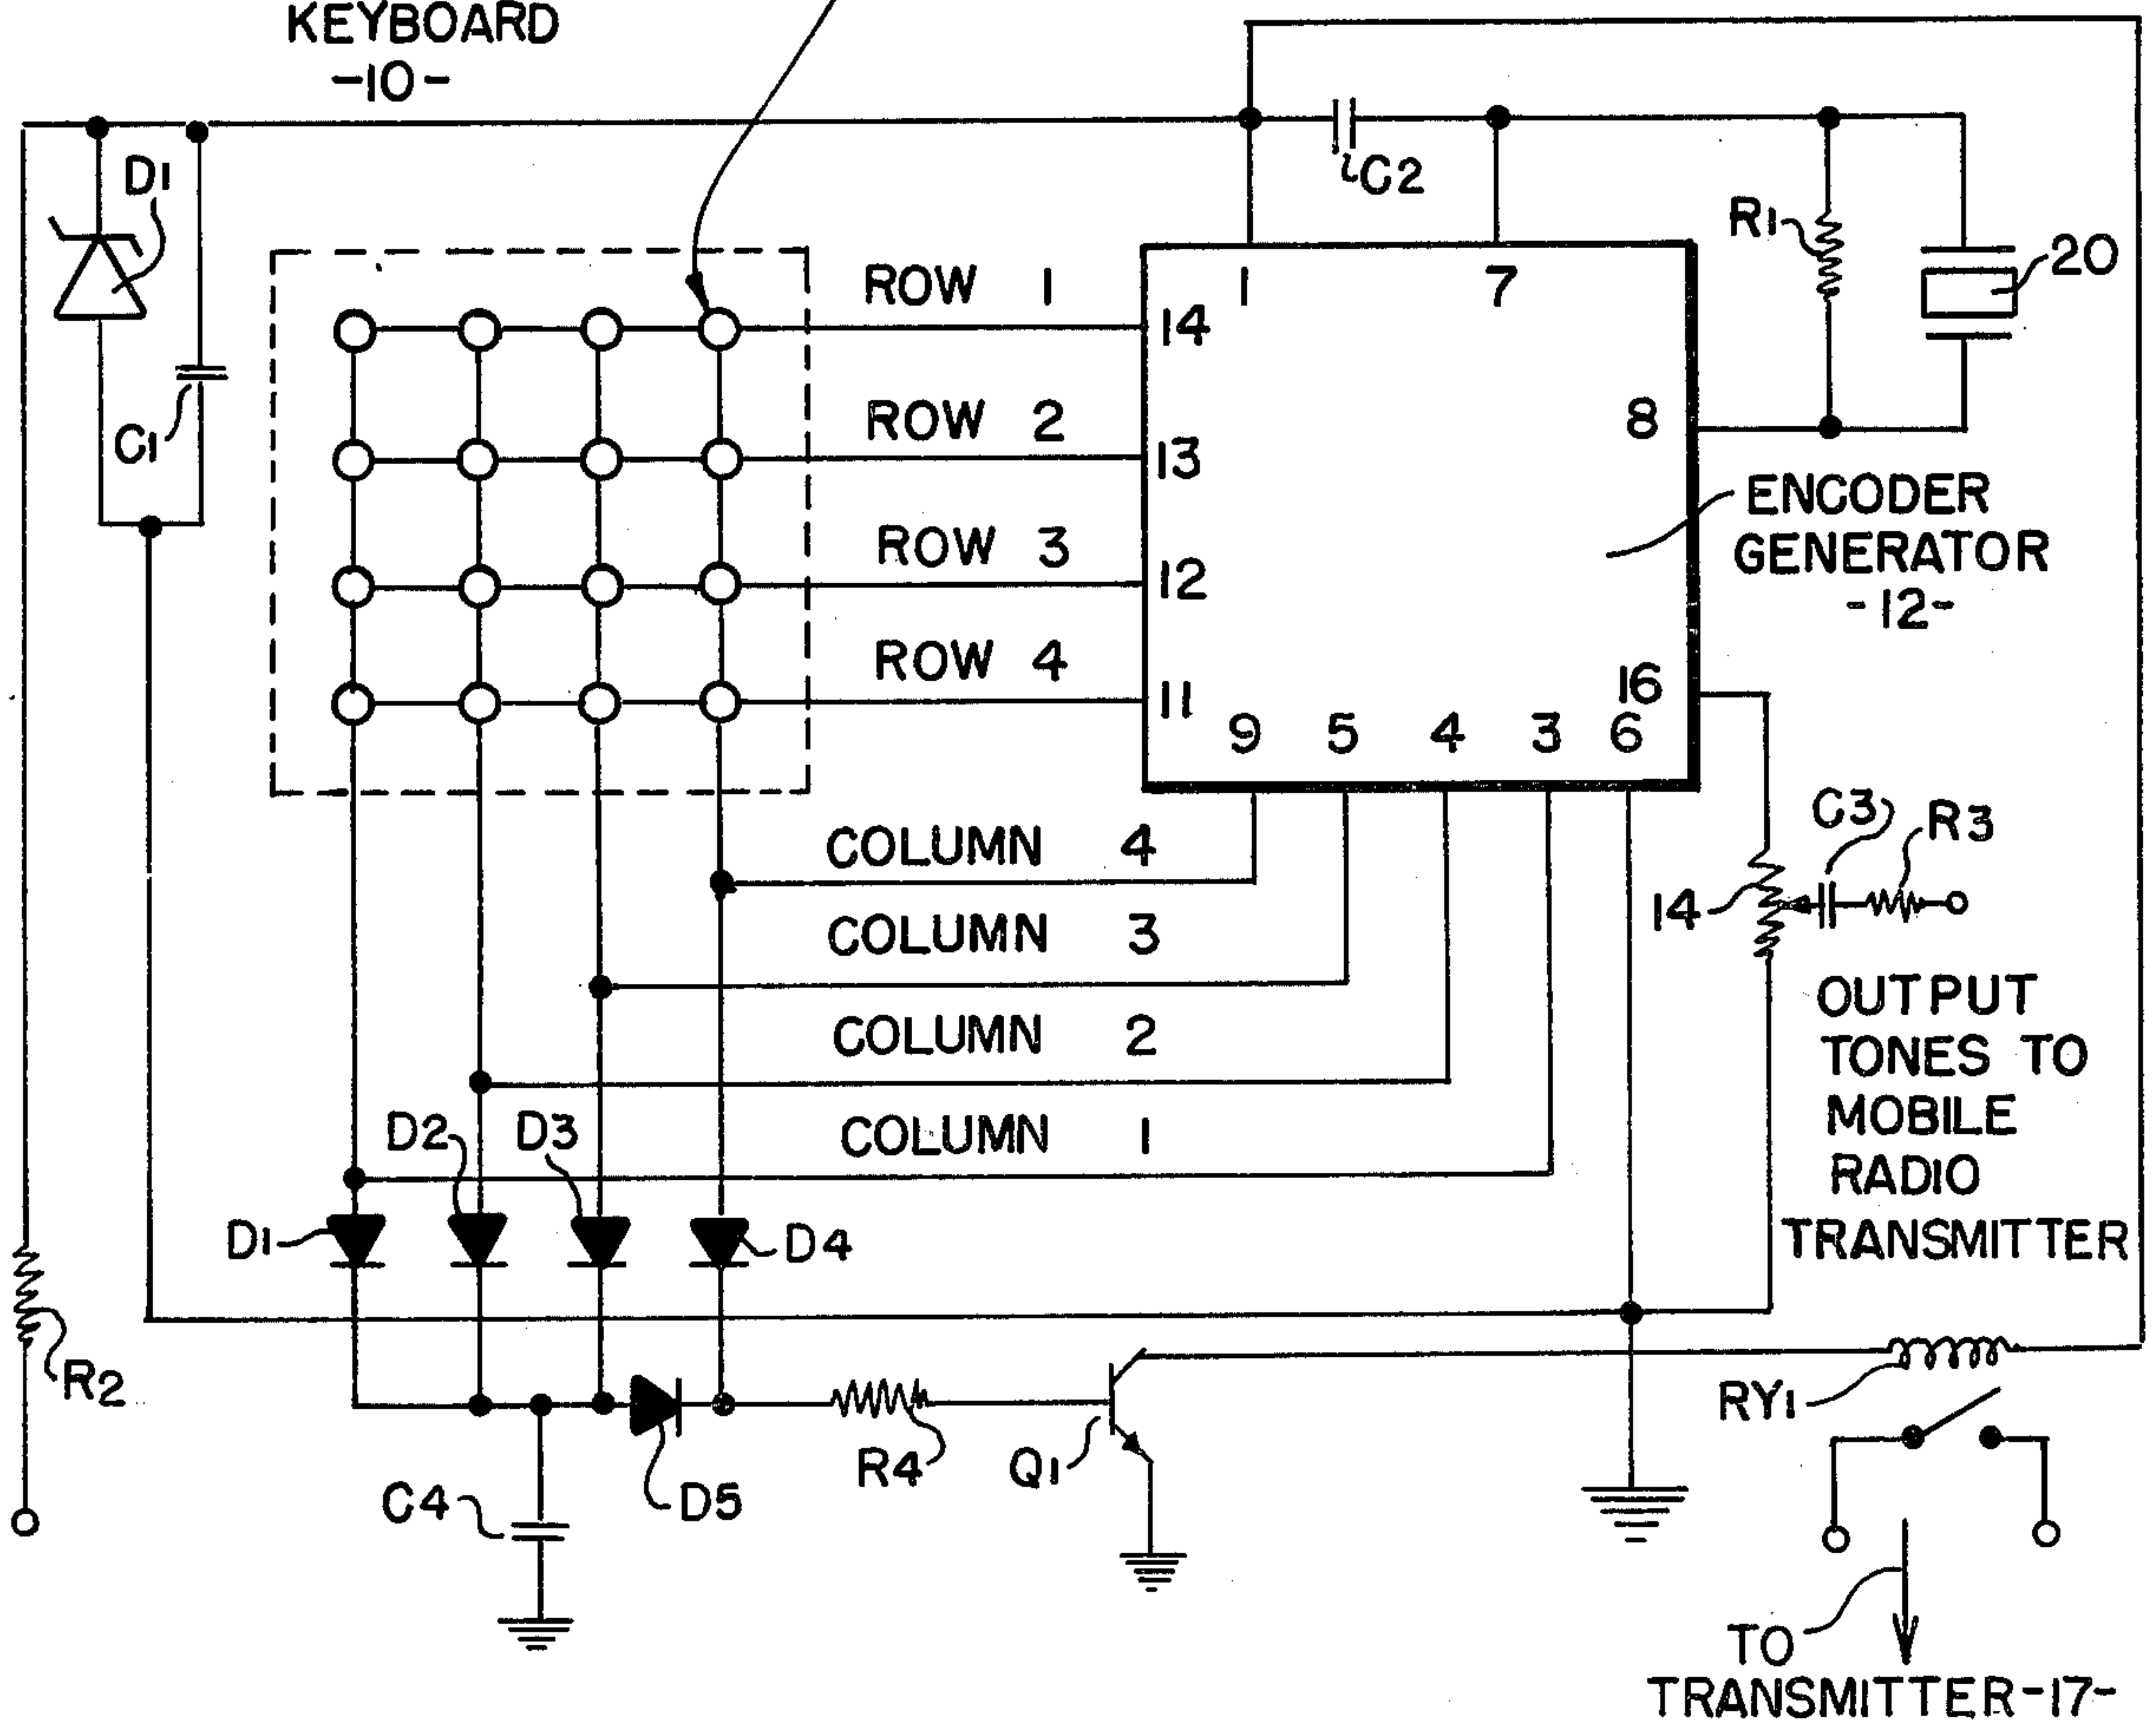 KEYBOARD
-10-
D1
C2
R1
20
C1
ROW 1
ROW 2
ROW 3
ROW 4
1
7
14
13
12
11
8
16
9 5 4 3 6
ENCODER
GENERATOR
-12-
C3
R3
14
COLUMN 4
COLUMN 3
COLUMN 2
COLUMN 1
OUTPUT
TONES TO
MOBILE
RADIO
TRANSMITTER
D1
D2
D3
D4
R2
C4
D5
R4
Q1
RY1
TO
TRANSMITTER-17-